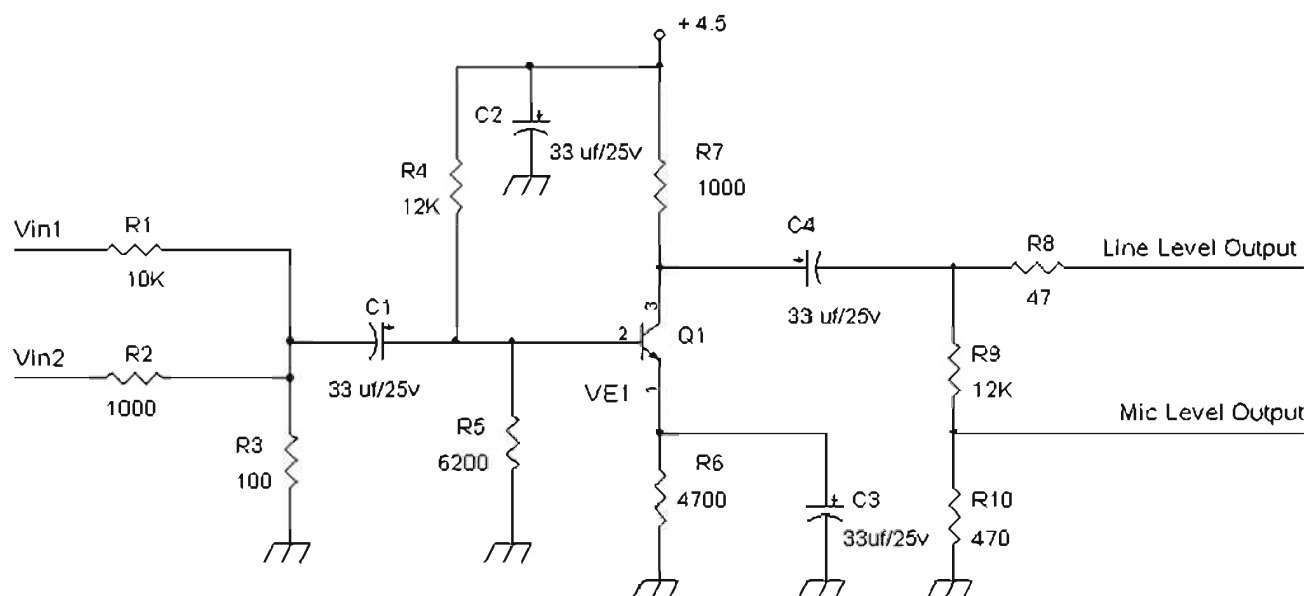 + 4.5
C2
33 uf/25v
R4
12K
R7
1000
Vin1
R1
10K
C4
33 uf/25v
R8
47
Line Level Output
C1
33 uf/25v
3
2
Q1
1
VE1
Vin2
R2
1000
R9
12K
Mic Level Output
R3
100
R5
6200
R6
4700
C3
33uf/25v
R10
470